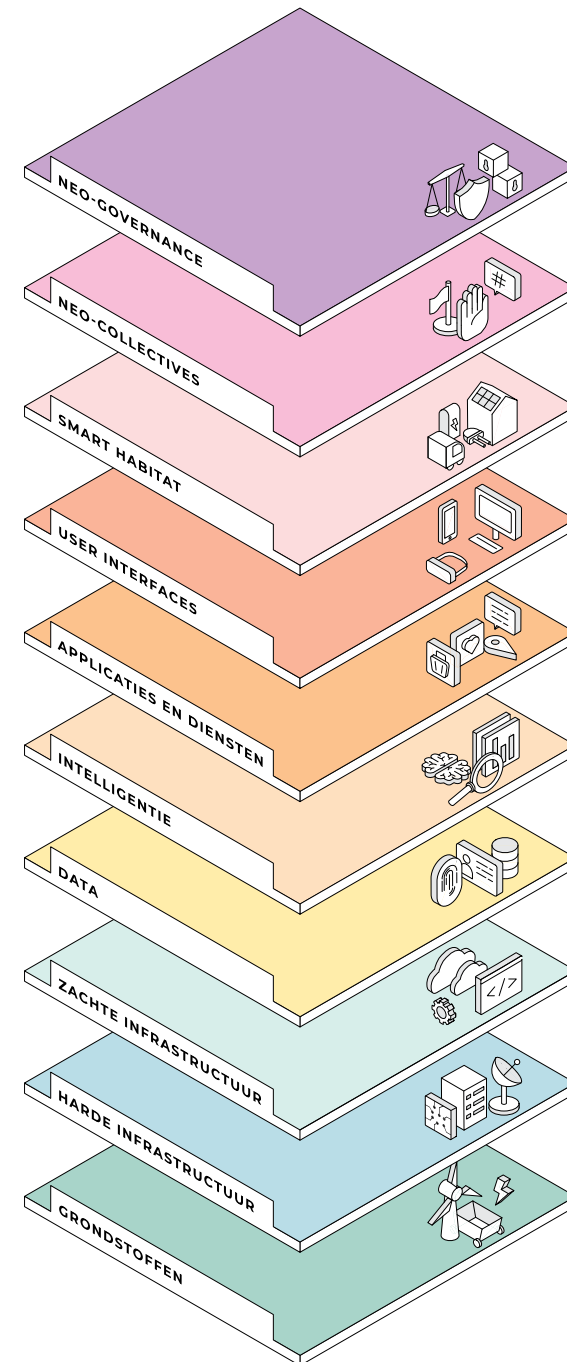 NEO-GOVERNANCE
#
NEO-COLLECTIVES
SMART HABITAT
USER INTERFACES
APPLICATIES EN DIENSTEN
INTELLIGENTIE
DATA
</>
ZACHTE INFRASTRUCTUUR
HARDE INFRASTRUCTUUR
GRONDSTOFFEN